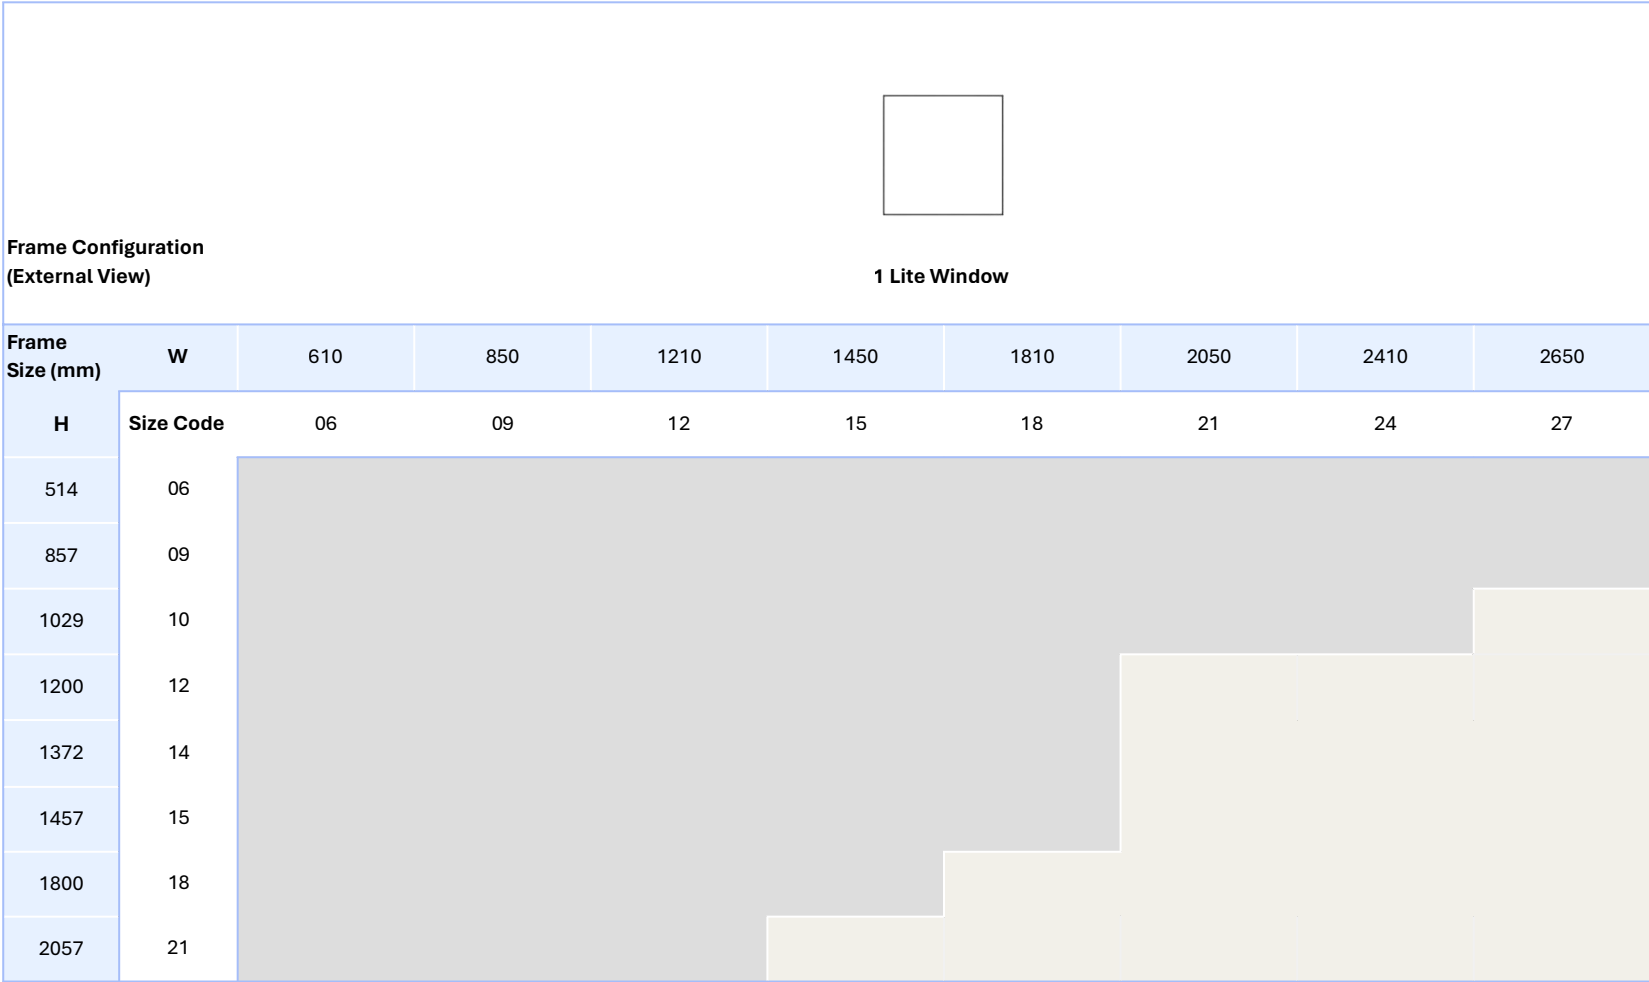 Frame Configuration
(External View)
1 Lite Window
Frame
Size (mm)
W 610 850 1210 1450 1810 2050 2410 2650
H Size Code 06 09 12 15 18 21 24 27
514 06
857 09
1029 10
1200 12
1372 14
1457 15
1800 18
2057 21